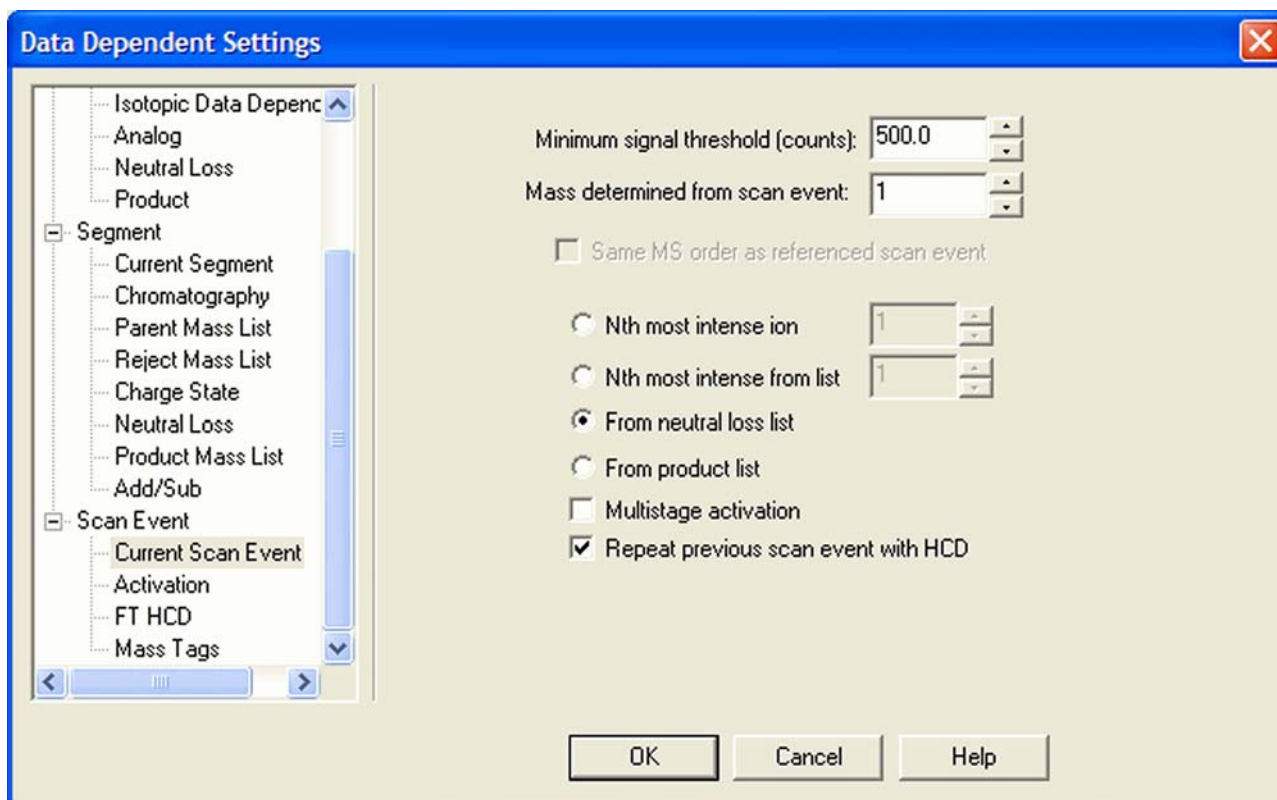 Data Dependent Settings
Isotopic Data Depenc
Analog
Neutral Loss
Product
Segment
Current Segment
Chromatography
Parent Mass List
Reject Mass List
Charge State
Neutral Loss
Product Mass List
Add/Sub
Scan Event
Current Scan Event
Activation
FT HCD
Mass Tags
Minimum signal threshold (counts): 500.0
Mass determined from scan event: 1
Same MS order as referenced scan event
Nth most intense ion 1
Nth most intense from list 1
From neutral loss list
From product list
Multistage activation
Repeat previous scan event with HCD
OK Cancel Help